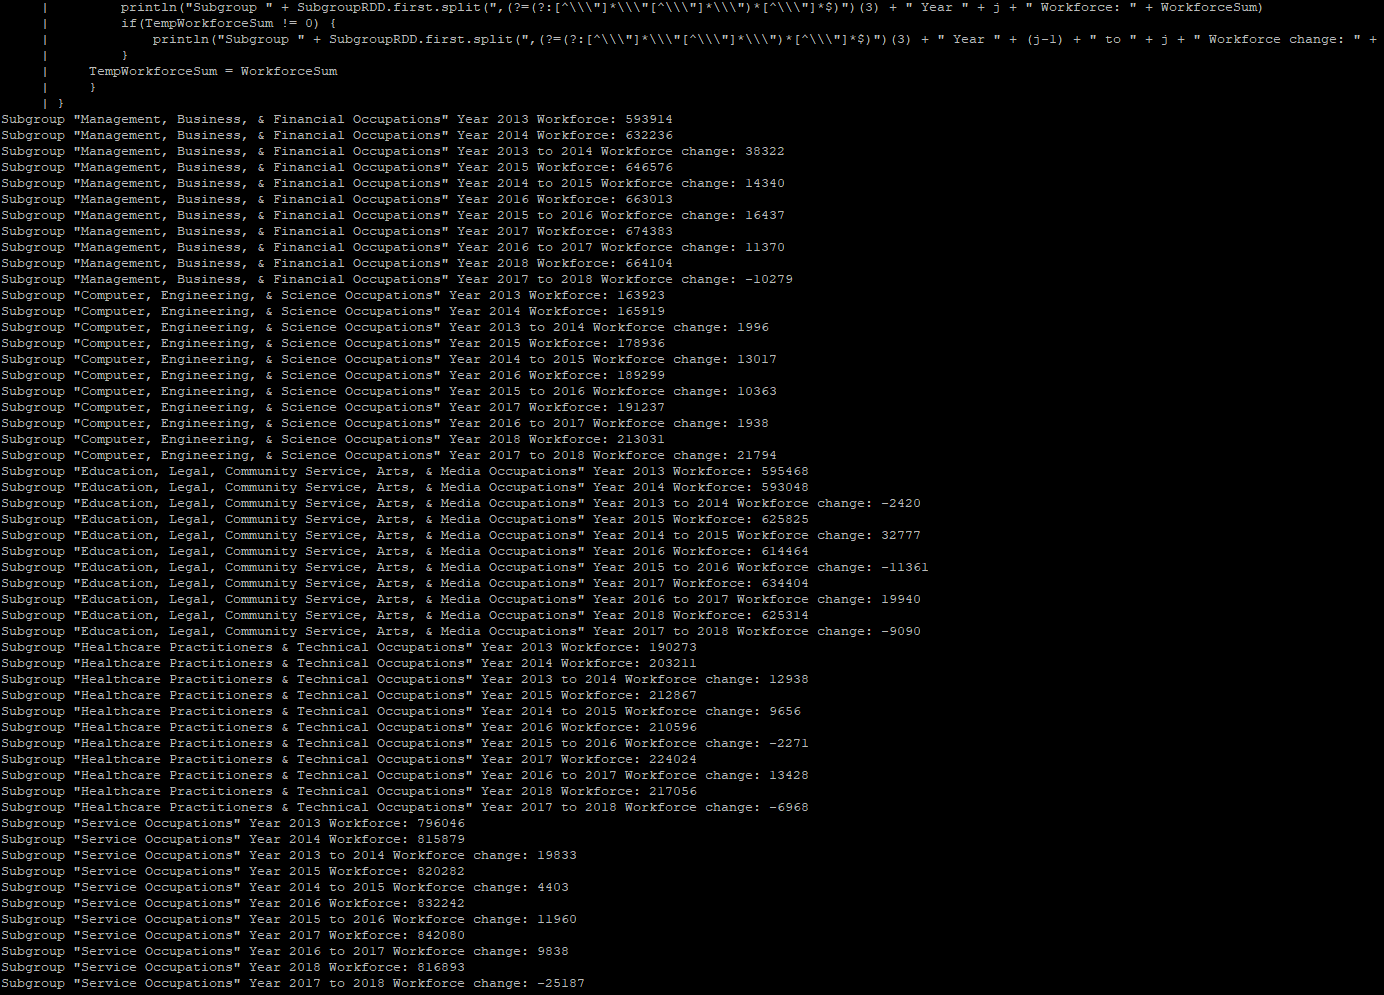 | println("Subgroup " + SubgroupRDD.first.split(",(?=(?:[^\\\"]*\\\"[^\\\"]*\\\")*[^\\\"]*$)")(3) + " Year " + j + " Workforce: " + WorkforceSum)
| if(TempWorkforceSum != 0) {
| println("Subgroup " + SubgroupRDD.first.split(",(?=(?:[^\\\"]*\\\"[^\\\"]*\\\")*[^\\\"]*$)")(3) + " Year " + (j-1) + " to " + j + " Workforce change: " +
| }
| TempWorkforceSum = WorkforceSum
| }
| }
Subgroup "Management, Business, & Financial Occupations" Year 2013 Workforce: 593914
Subgroup "Management, Business, & Financial Occupations" Year 2014 Workforce: 632236
Subgroup "Management, Business, & Financial Occupations" Year 2013 to 2014 Workforce change: 38322
Subgroup "Management, Business, & Financial Occupations" Year 2015 Workforce: 646576
Subgroup "Management, Business, & Financial Occupations" Year 2014 to 2015 Workforce change: 14340
Subgroup "Management, Business, & Financial Occupations" Year 2016 Workforce: 663013
Subgroup "Management, Business, & Financial Occupations" Year 2015 to 2016 Workforce change: 16437
Subgroup "Management, Business, & Financial Occupations" Year 2017 Workforce: 674383
Subgroup "Management, Business, & Financial Occupations" Year 2016 to 2017 Workforce change: 11370
Subgroup "Management, Business, & Financial Occupations" Year 2018 Workforce: 664104
Subgroup "Management, Business, & Financial Occupations" Year 2017 to 2018 Workforce change: -10279
Subgroup "Computer, Engineering, & Science Occupations" Year 2013 Workforce: 163923
Subgroup "Computer, Engineering, & Science Occupations" Year 2014 Workforce: 165919
Subgroup "Computer, Engineering, & Science Occupations" Year 2013 to 2014 Workforce change: 1996
Subgroup "Computer, Engineering, & Science Occupations" Year 2015 Workforce: 178936
Subgroup "Computer, Engineering, & Science Occupations" Year 2014 to 2015 Workforce change: 13017
Subgroup "Computer, Engineering, & Science Occupations" Year 2016 Workforce: 189299
Subgroup "Computer, Engineering, & Science Occupations" Year 2015 to 2016 Workforce change: 10363
Subgroup "Computer, Engineering, & Science Occupations" Year 2017 Workforce: 191237
Subgroup "Computer, Engineering, & Science Occupations" Year 2016 to 2017 Workforce change: 1938
Subgroup "Computer, Engineering, & Science Occupations" Year 2018 Workforce: 213031
Subgroup "Computer, Engineering, & Science Occupations" Year 2017 to 2018 Workforce change: 21794
Subgroup "Education, Legal, Community Service, Arts, & Media Occupations" Year 2013 Workforce: 595468
Subgroup "Education, Legal, Community Service, Arts, & Media Occupations" Year 2014 Workforce: 593048
Subgroup "Education, Legal, Community Service, Arts, & Media Occupations" Year 2013 to 2014 Workforce change: -2420
Subgroup "Education, Legal, Community Service, Arts, & Media Occupations" Year 2015 Workforce: 625825
Subgroup "Education, Legal, Community Service, Arts, & Media Occupations" Year 2014 to 2015 Workforce change: 32777
Subgroup "Education, Legal, Community Service, Arts, & Media Occupations" Year 2016 Workforce: 614464
Subgroup "Education, Legal, Community Service, Arts, & Media Occupations" Year 2015 to 2016 Workforce change: -11361
Subgroup "Education, Legal, Community Service, Arts, & Media Occupations" Year 2017 Workforce: 634404
Subgroup "Education, Legal, Community Service, Arts, & Media Occupations" Year 2016 to 2017 Workforce change: 19940
Subgroup "Education, Legal, Community Service, Arts, & Media Occupations" Year 2018 Workforce: 625314
Subgroup "Education, Legal, Community Service, Arts, & Media Occupations" Year 2017 to 2018 Workforce change: -9090
Subgroup "Healthcare Practitioners & Technical Occupations" Year 2013 Workforce: 190273
Subgroup "Healthcare Practitioners & Technical Occupations" Year 2014 Workforce: 203211
Subgroup "Healthcare Practitioners & Technical Occupations" Year 2013 to 2014 Workforce change: 12938
Subgroup "Healthcare Practitioners & Technical Occupations" Year 2015 Workforce: 212867
Subgroup "Healthcare Practitioners & Technical Occupations" Year 2014 to 2015 Workforce change: 9656
Subgroup "Healthcare Practitioners & Technical Occupations" Year 2016 Workforce: 210596
Subgroup "Healthcare Practitioners & Technical Occupations" Year 2015 to 2016 Workforce change: -2271
Subgroup "Healthcare Practitioners & Technical Occupations" Year 2017 Workforce: 224024
Subgroup "Healthcare Practitioners & Technical Occupations" Year 2016 to 2017 Workforce change: 13428
Subgroup "Healthcare Practitioners & Technical Occupations" Year 2018 Workforce: 217056
Subgroup "Healthcare Practitioners & Technical Occupations" Year 2017 to 2018 Workforce change: -6968
Subgroup "Service Occupations" Year 2013 Workforce: 796046
Subgroup "Service Occupations" Year 2014 Workforce: 815879
Subgroup "Service Occupations" Year 2013 to 2014 Workforce change: 19833
Subgroup "Service Occupations" Year 2015 Workforce: 820282
Subgroup "Service Occupations" Year 2014 to 2015 Workforce change: 4403
Subgroup "Service Occupations" Year 2016 Workforce: 832242
Subgroup "Service Occupations" Year 2015 to 2016 Workforce change: 11960
Subgroup "Service Occupations" Year 2017 Workforce: 842080
Subgroup "Service Occupations" Year 2016 to 2017 Workforce change: 9838
Subgroup "Service Occupations" Year 2018 Workforce: 816893
Subgroup "Service Occupations" Year 2017 to 2018 Workforce change: -25187